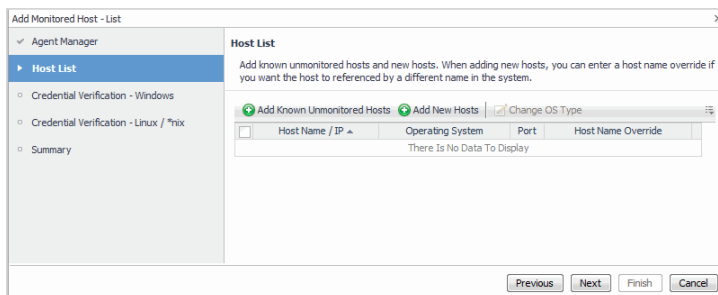 Add Monitored Host - List
Agent Manager
Host List
Credential Verification - Windows
Credential Verification - Linux / *nix
Summary
Host List
Add known unmonitored hosts and new hosts. When adding new hosts, you can enter a host name override if
you want the host to referenced by a different name in the system.
Add Known Unmonitored Hosts Add New Hosts Change OS Type
Host Name / IP Operating System Port Host Name Override
There Is No Data To Display
Previous Next Finish Cancel